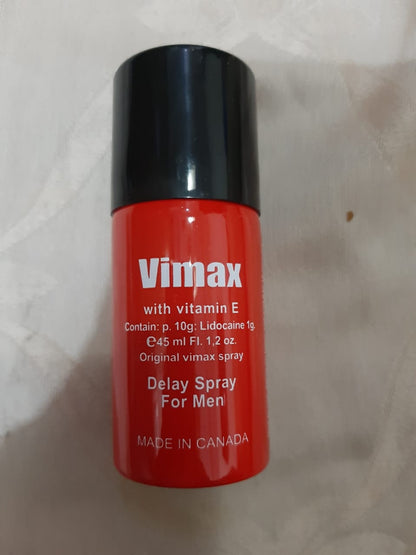 Vimax
with vitamin E
Contain: p. 10g: Lidocaine 1g.
℮45 ml Fl. 1,2 oz.
Original vimax spray
Delay Spray
For Men
MADE IN CANADA